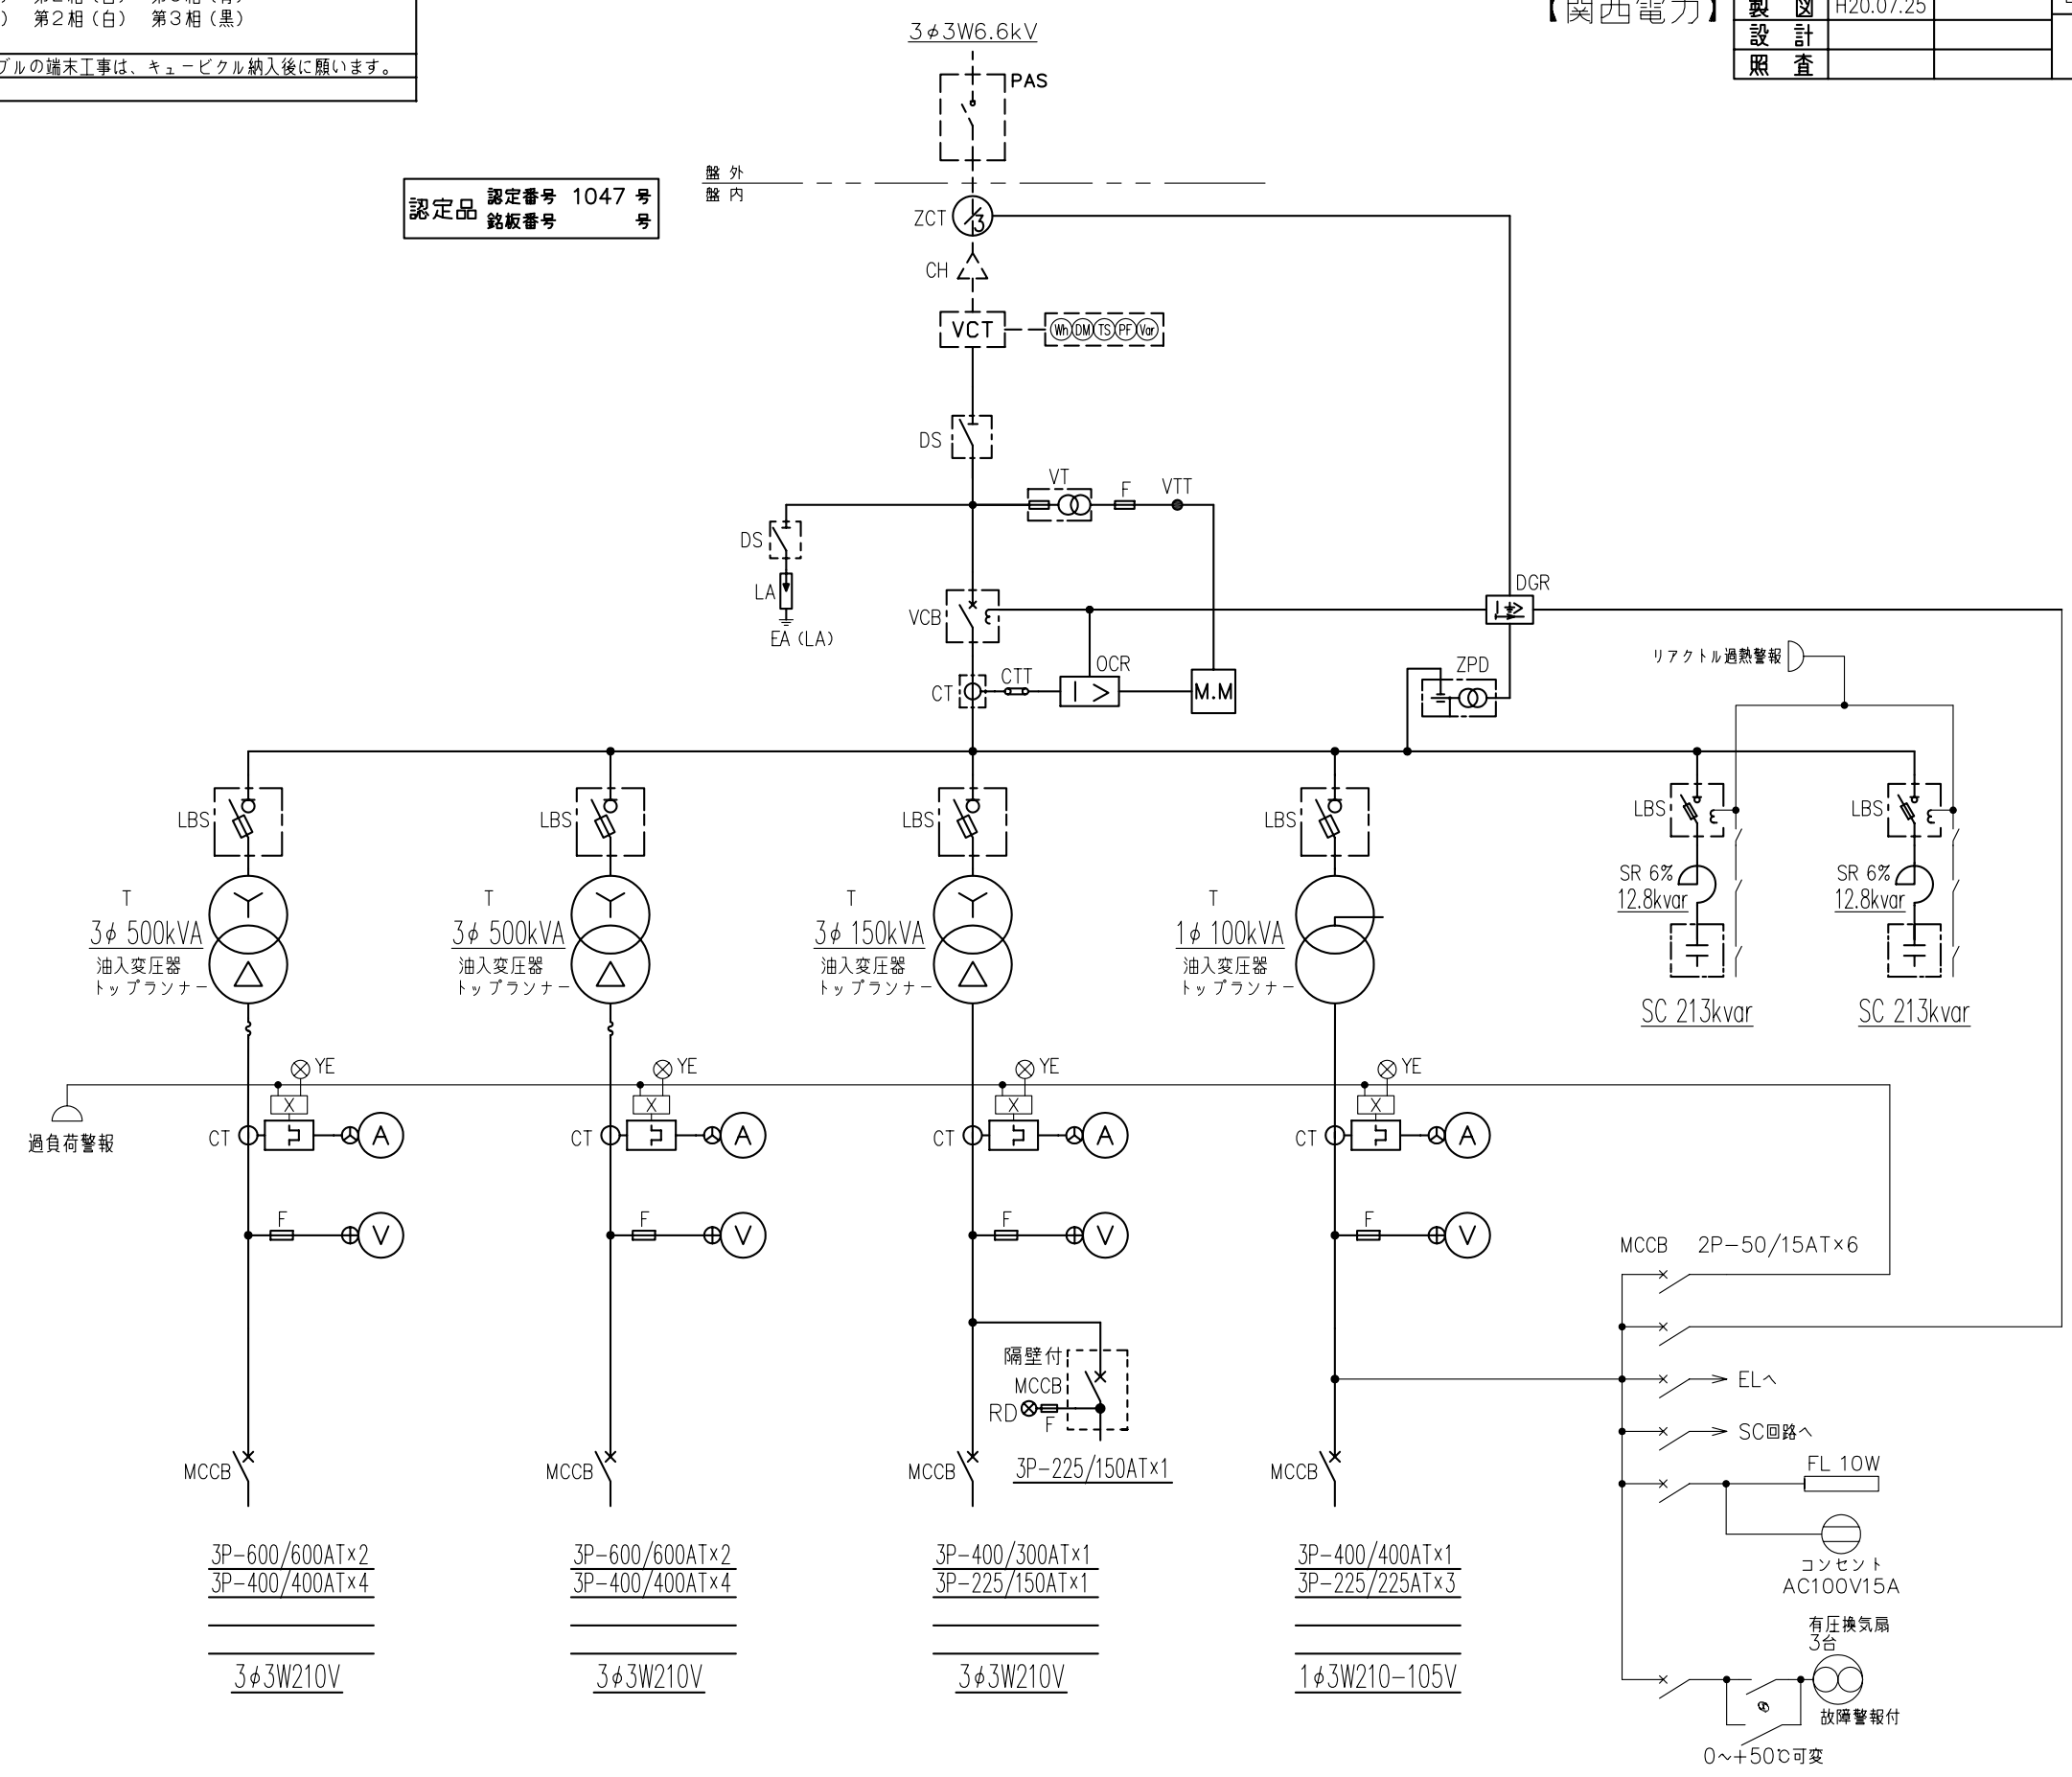 第2相(白) 第3相(黒)
ブルの端末工事は、キュービクル納入後に願います。
【関西電力】
製 図 H20.07.25
設 計
照 査
3φ3W6.6kV
PAS
盤 外
盤 内
認定品 認定番号 1047 号
銘板番号 号
ZCT
3
CH
VCT
Wh DM TS PF Var
DS
VT
F
VTT
DS
LA
EA (LA)
VCB
DGR
I >
リアクトル過熱警報
ZPD
CT
CTT
OCR
I >
M.M
LBS
LBS
LBS
LBS
LBS
LBS
SR 6%
12.8kvar
SR 6%
12.8kvar
T
3φ 500kVA
油入変圧器
トップランナー
T
3φ 500kVA
油入変圧器
トップランナー
T
3φ 150kVA
油入変圧器
トップランナー
T
1φ 100kVA
油入変圧器
トップランナー
SC 213kvar
SC 213kvar
YE
YE
YE
YE
X
X
X
X
過負荷警報
CT
A
CT
A
CT
A
CT
A
F
V
F
V
F
V
F
V
MCCB 2P-50/15AT×6
隔壁付
MCCB
RD
F
3P-225/150AT×1
ELへ
SC回路へ
FL 10W
コンセント
AC100V15A
MCCB
MCCB
MCCB
MCCB
3P-600/600AT×2
3P-400/400AT×4
3φ3W210V
3P-600/600AT×2
3P-400/400AT×4
3φ3W210V
3P-400/300AT×1
3P-225/150AT×1
3φ3W210V
3P-400/400AT×1
3P-225/225AT×3
1φ3W210-105V
有圧換気扇
3台
θ
故障警報付
0～+50℃可変